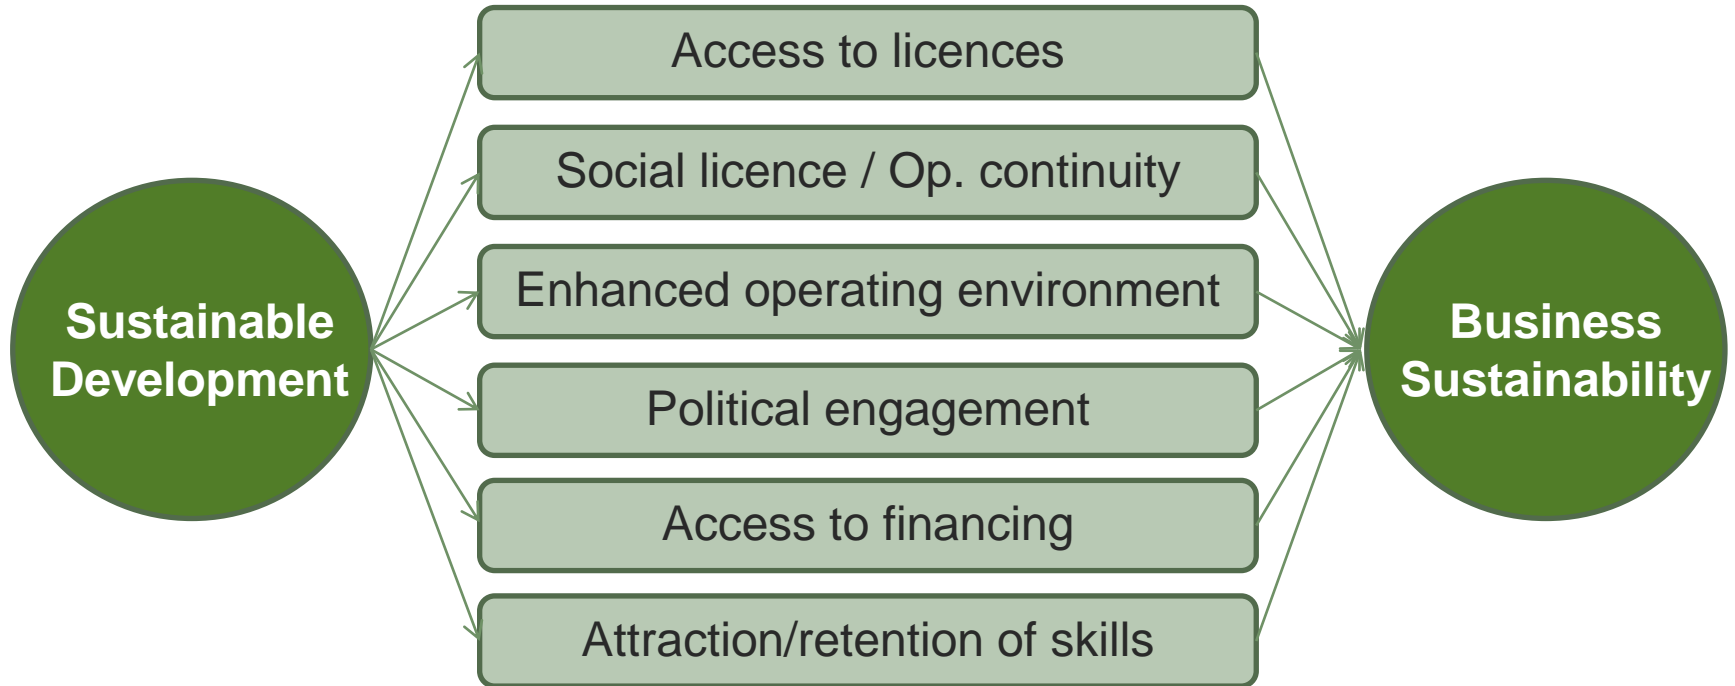 Access to licences
Social licence / Op. continuity
Enhanced operating environment
Sustainable
Development
Business
Sustainability
Political engagement
Access to financing
Attraction/retention of skills